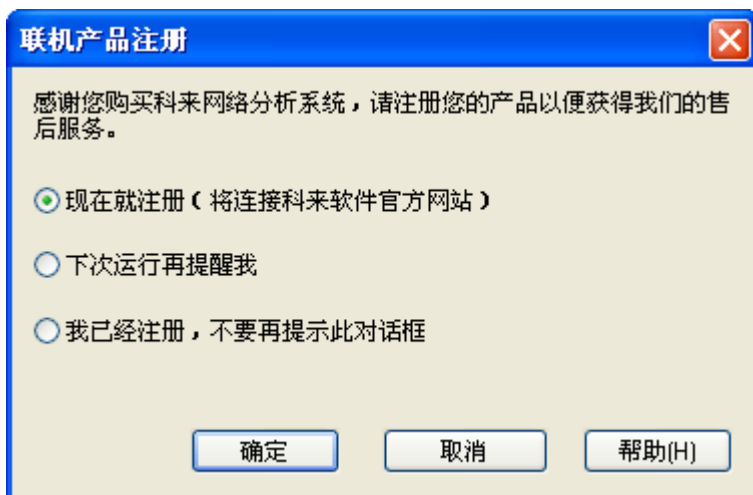 联机产品注册
感谢您购买科来网络分析系统，请注册您的产品以便获得我们的售
后服务。
现在就注册（将连接科来软件官方网站）
下次运行再提醒我
我已经注册，不要再提示此对话框
确定 取消 帮助(H)